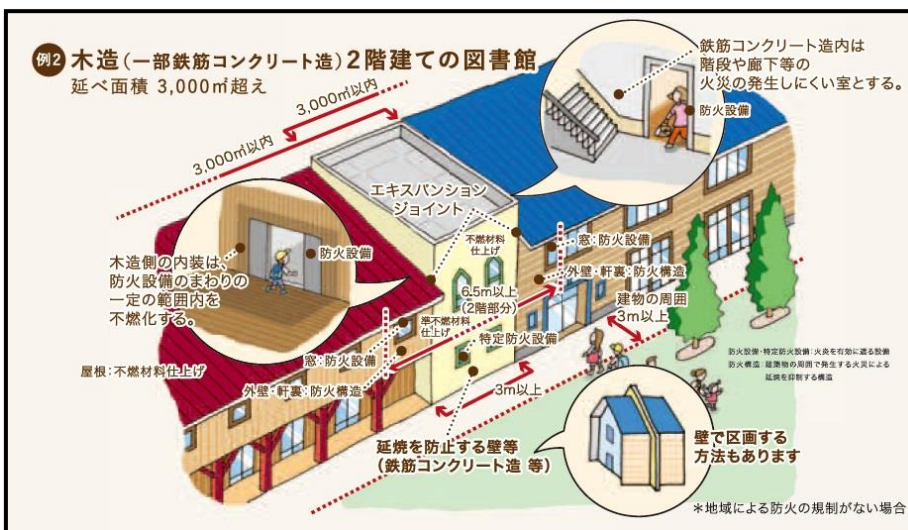 例2 木造（一部鉄筋コンクリート造）2階建ての図書館
延べ面積 3,000㎡超え
鉄筋コンクリート造内は
階段や廊下等の
火災の発生しにくい室とする。
防火設備
3,000㎡以内
3,000㎡以内
エキスパンション
ジョイント
防火設備
木造側の内装は、
防火設備のまわりの
一定の範囲内を
不燃化する。
不燃材料
仕上げ
窓：防火設備
外壁・軒裏：防火構造
6.5m以上
（2階部分）
建物の周囲
3m以上
準不燃材料
仕上げ
特定防火設備
窓：防火設備
屋根：不燃材料仕上げ
外壁・軒裏：防火構造
3m以上
防火設備・特定防火設備：火炎を有効に遮る設備
防火構造：建築物の周囲で発生する火災による
延焼を抑制する構造
延焼を防止する壁等
（鉄筋コンクリート造 等）
壁で区画する
方法もあります
＊地域による防火の規制がない場合